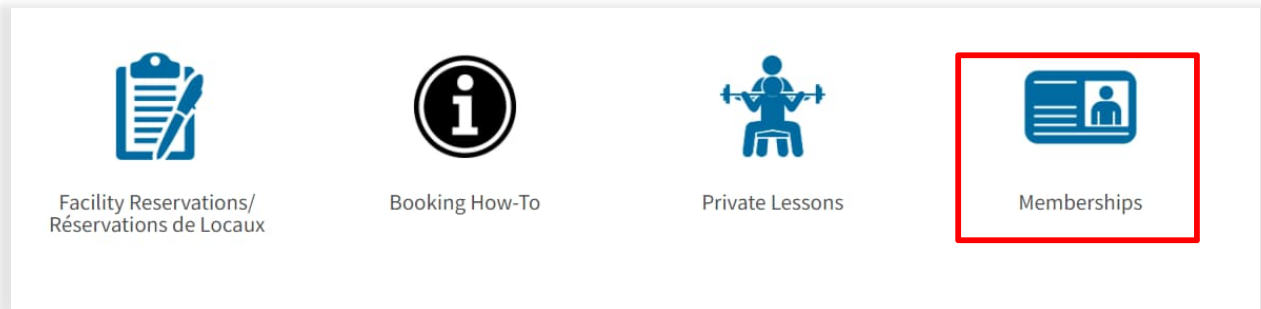 Facility Reservations/
Réservations de Locaux
Booking How-To
Private Lessons
Memberships